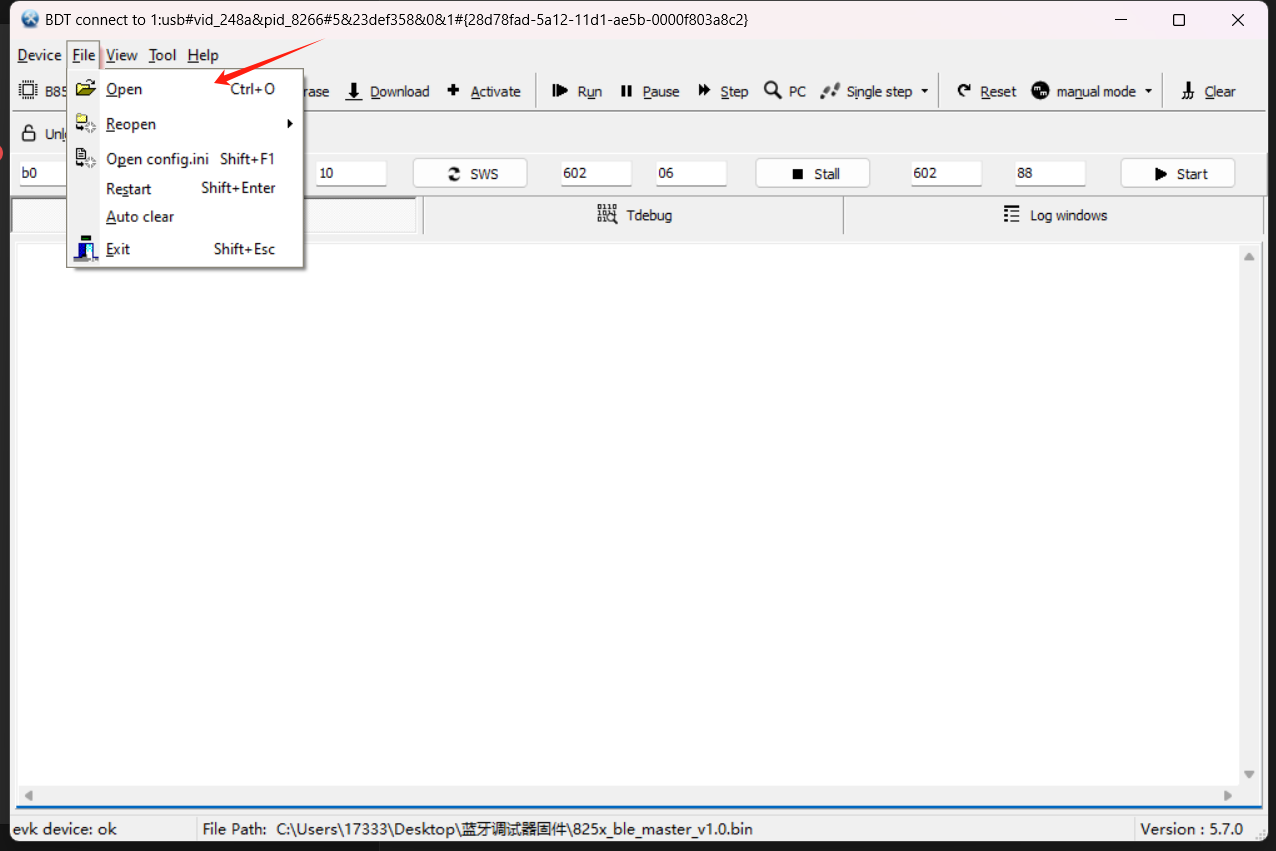 BDT connect to 1:usb#vid_248a&pid_8266#5&23def358&0&1#{28d78fad-5a12-11d1-ae5b-0000f803a8c2}
Device File View Tool Help
B85 rase Download Activate Run Pause Step PC Single step Reset manual mode Clear
Open Ctrl+O
Reopen
Open config.ini Shift+F1
Restart Shift+Enter
Auto clear
Exit Shift+Esc
b0 10 SWS 602 06 Stall 602 88 Start
Tdebug Log windows
evk device: ok File Path: C:\Users\17333\Desktop\蓝牙调试器固件\825x_ble_master_v1.0.bin Version : 5.7.0